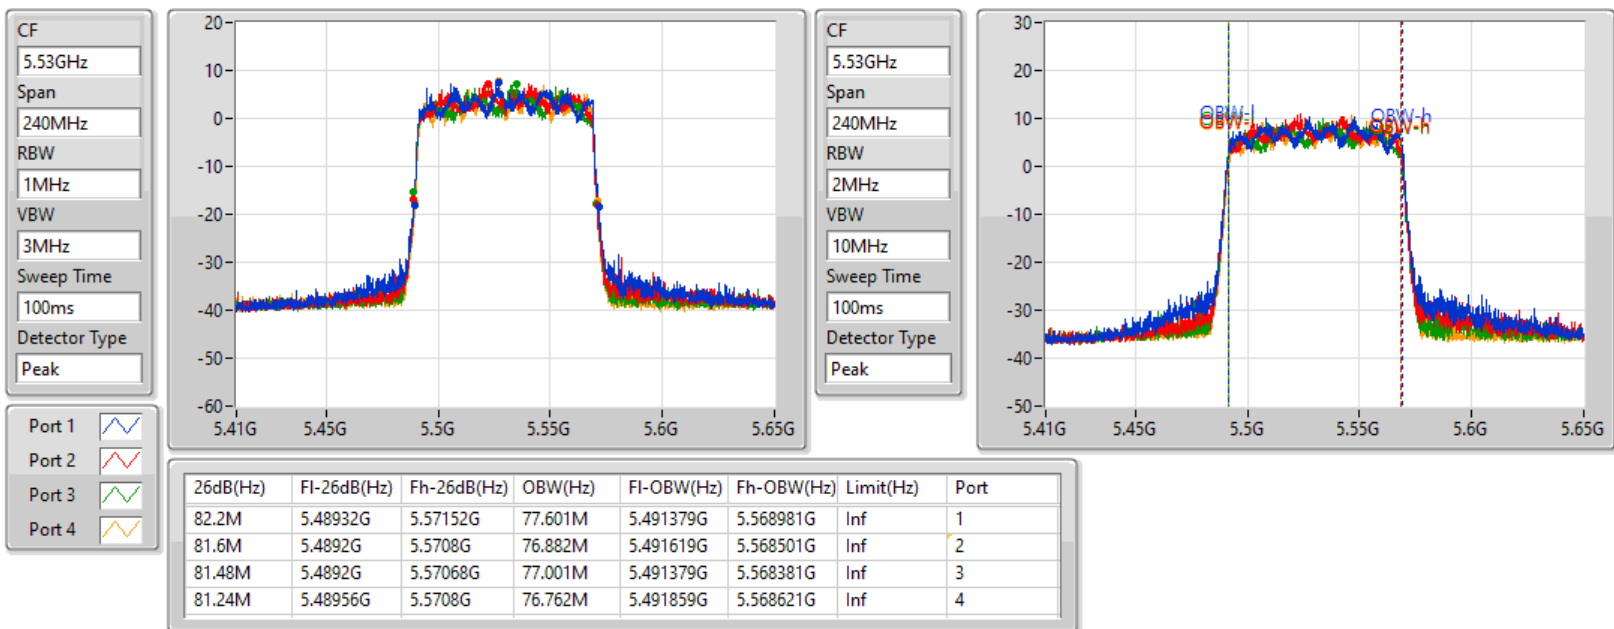 CF
5.53GHz
Span
240MHz
RBW
1MHz
VBW
3MHz
Sweep Time
100ms
Detector Type
Peak
20
10
0
-10
-20
-30
-40
-50
-60
5.41G 5.45G 5.5G 5.55G 5.6G 5.65G
CF
5.53GHz
Span
240MHz
RBW
2MHz
VBW
10MHz
Sweep Time
100ms
Detector Type
Peak
30
20
10
0
-10
-20
-30
-40
-50
OBW-l OBW-h
OBW-l OBW-h
5.41G 5.45G 5.5G 5.55G 5.6G 5.65G
Port 1
Port 2
Port 3
Port 4
26dB(Hz) Fl-26dB(Hz) Fh-26dB(Hz) OBW(Hz) Fl-OBW(Hz) Fh-OBW(Hz) Limit(Hz) Port
82.2M 5.48932G 5.57152G 77.601M 5.491379G 5.568981G Inf 1
81.6M 5.4892G 5.5708G 76.882M 5.491619G 5.568501G Inf 2
81.48M 5.4892G 5.57068G 77.001M 5.491379G 5.568381G Inf 3
81.24M 5.48956G 5.5708G 76.762M 5.491859G 5.568621G Inf 4